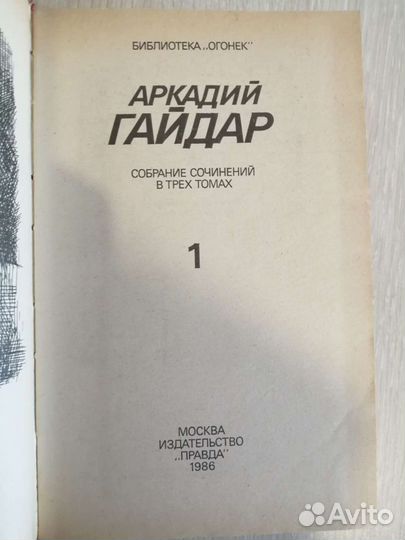 БИБЛИОТЕКА „ОГОНЕК"
АРКАДИЙ
ГАЙДАР
СОБРАНИЕ СОЧИНЕНИЙ
В ТРЕХ ТОМАХ
1
МОСКВА
ИЗДАТЕЛЬСТВО
„ПРАВДА"
1986
Avito